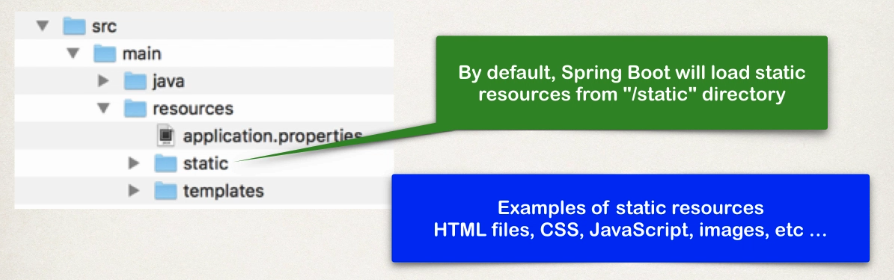 src
main
java
resources
application.properties
static
templates
By default, Spring Boot will load static
resources from "/static" directory
Examples of static resources
HTML files, CSS, JavaScript, images, etc ...